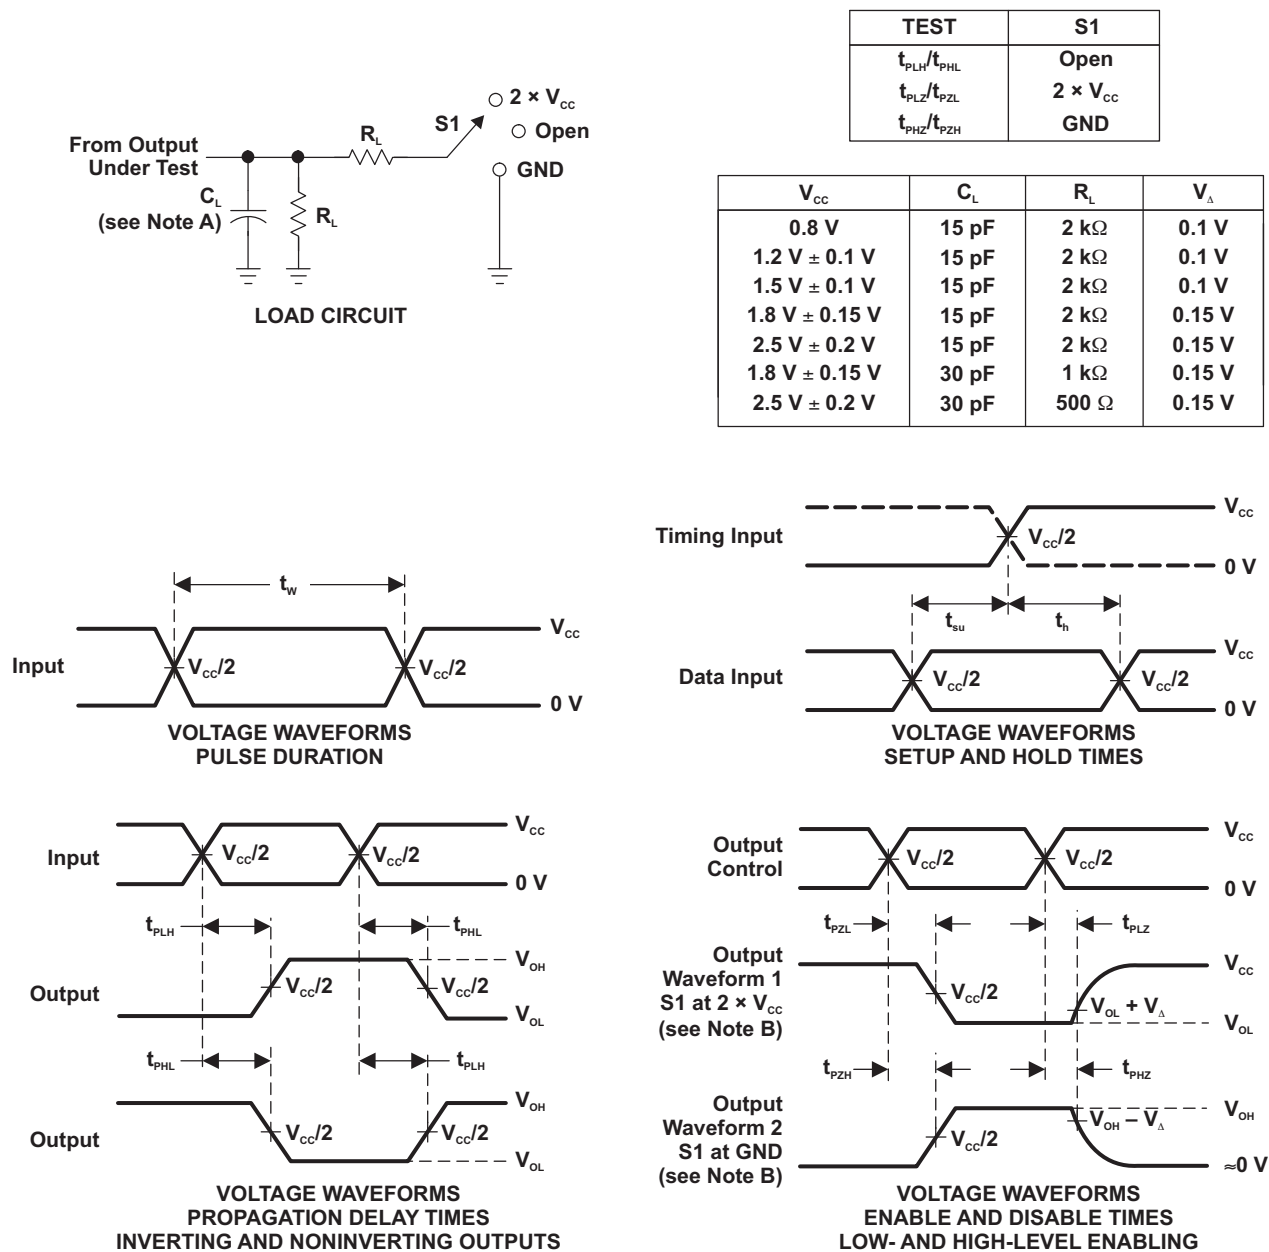 TEST S1
tPLH/tPHL Open
tPLZ/tPZL 2 × VCC
tPHZ/tPZH GND
2 × VCC
S1
Open
RL
From Output
Under Test
GND
CL
(see Note A)
RL
LOAD CIRCUIT
VCC CL RL VΔ
0.8 V 15 pF 2 kΩ 0.1 V
1.2 V ± 0.1 V 15 pF 2 kΩ 0.1 V
1.5 V ± 0.1 V 15 pF 2 kΩ 0.1 V
1.8 V ± 0.15 V 15 pF 2 kΩ 0.15 V
2.5 V ± 0.2 V 15 pF 2 kΩ 0.15 V
1.8 V ± 0.15 V 30 pF 1 kΩ 0.15 V
2.5 V ± 0.2 V 30 pF 500 Ω 0.15 V
tW
VCC
Input
VCC/2 VCC/2
0 V
VOLTAGE WAVEFORMS
PULSE DURATION
VCC
Timing Input
VCC/2
0 V
tsu th
VCC
Data Input
VCC/2 VCC/2
0 V
VOLTAGE WAVEFORMS
SETUP AND HOLD TIMES
VCC
Input
VCC/2 VCC/2
0 V
tPLH tPHL
VOH
Output
VCC/2 VCC/2
VOL
tPHL tPLH
VOH
Output
VCC/2 VCC/2
VOL
VOLTAGE WAVEFORMS
PROPAGATION DELAY TIMES
INVERTING AND NONINVERTING OUTPUTS
VCC
Output
Control
VCC/2 VCC/2
0 V
tPZL tPLZ
Output
Waveform 1
S1 at 2 × VCC
(see Note B)
VCC
VCC/2
VOL + VΔ
VOL
tPZH tPHZ
Output
Waveform 2
S1 at GND
(see Note B)
VOH
VOH – VΔ
VCC/2
≈0 V
VOLTAGE WAVEFORMS
ENABLE AND DISABLE TIMES
LOW- AND HIGH-LEVEL ENABLING